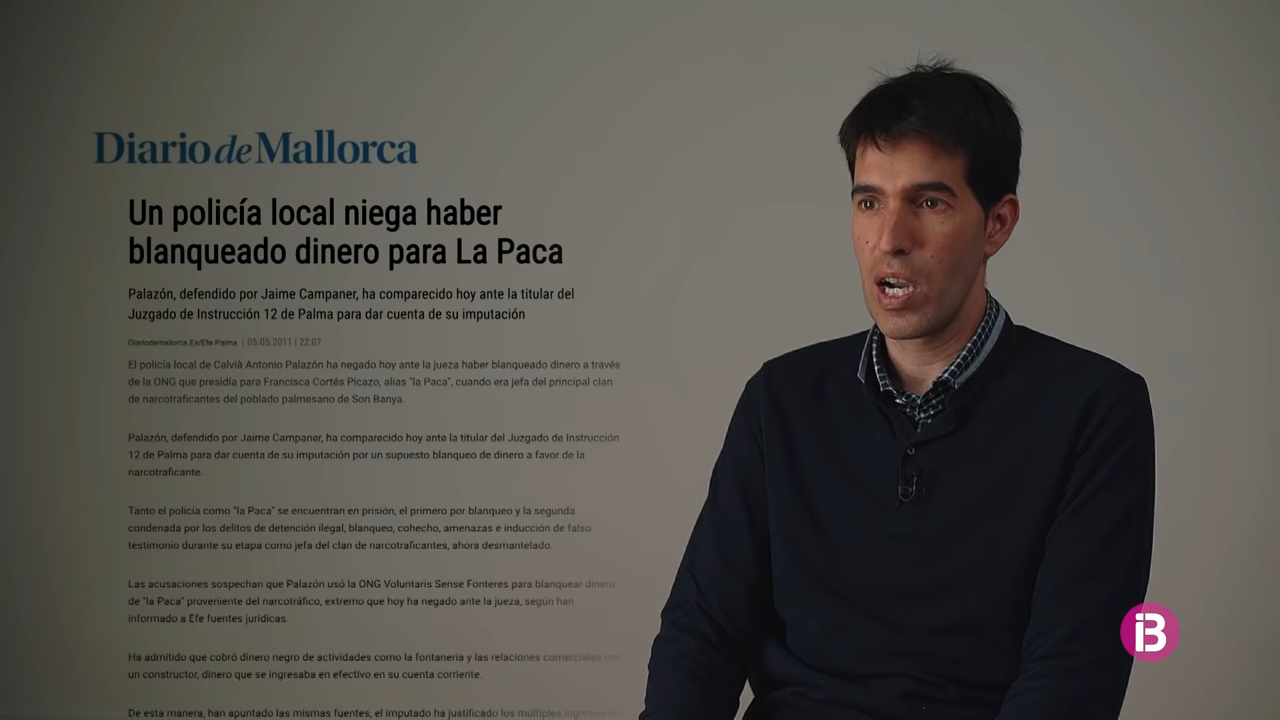 Diario de Mallorca
Un policía local niega haber
blanqueado dinero para La Paca
Palazón, defendido por Jaime Campaner, ha comparecido hoy ante la titular del
Juzgado de Instrucción 12 de Palma para dar cuenta de su imputación
Diariodemallorca.Es/Efe.Palma | 05.05.2011 | 22:07
El policía local de Calvià Antonio Palazón ha negado hoy ante la jueza haber blanqueado dinero a través
de la ONG que presidía para Francisca Cortés Picazo, alias "la Paca", cuando era jefa del principal clan
de narcotraficantes del poblado palmesano de Son Banya.
Palazón, defendido por Jaime Campaner, ha comparecido hoy ante la titular del Juzgado de Instrucción
12 de Palma para dar cuenta de su imputación por un supuesto blanqueo de dinero a favor de la
narcotraficante.
Tanto el policía como "la Paca" se encuentran en prisión, el primero por blanqueo y la segunda
condenada por los delitos de detención ilegal, blanqueo, cohecho, amenazas e inducción de falso
testimonio durante su etapa como jefa del clan de narcotraficantes, ahora desmantelado.
Las acusaciones sospechan que Palazón usó la ONG Voluntaris Sense Fonteres para blanquear dinero
de "la Paca" proveniente del narcotráfico, extremo que hoy ha negado ante la jueza, según han
informado a Efe fuentes jurídicas.
Ha admitido que cobró dinero negro de actividades como la fontanería y las relaciones comerciales con
un constructor, dinero que se ingresaba en efectivo en su cuenta corriente.
De esta manera, han apuntado las mismas fuentes, el imputado ha justificado los múltiples ingresos
iB